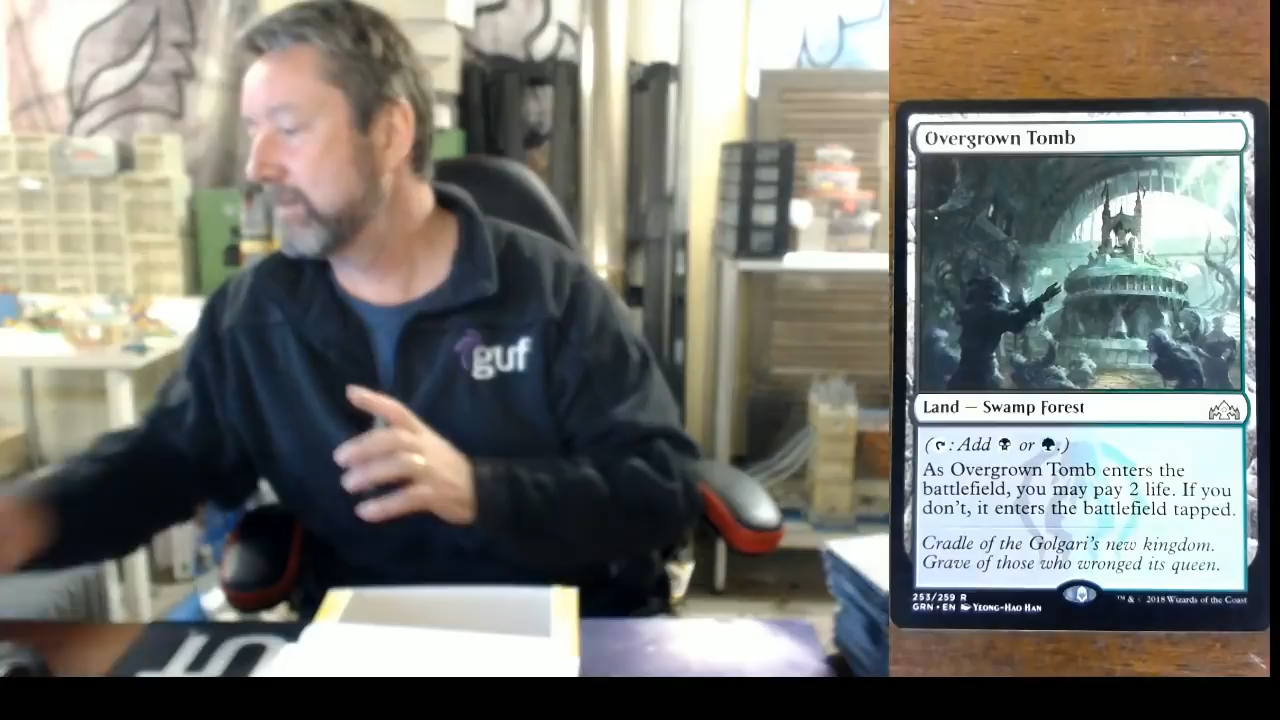 guf
Overgrown Tomb
Land — Swamp Forest
(: Add or .)
As Overgrown Tomb enters the
battlefield, you may pay 2 life. If you
don't, it enters the battlefield tapped.
Cradle of the Golgari's new kingdom.
Grave of those who wronged its queen.
253/259 R
GRN • EN Yeong-Hao Han
™ & © 2018 Wizards of the Coast